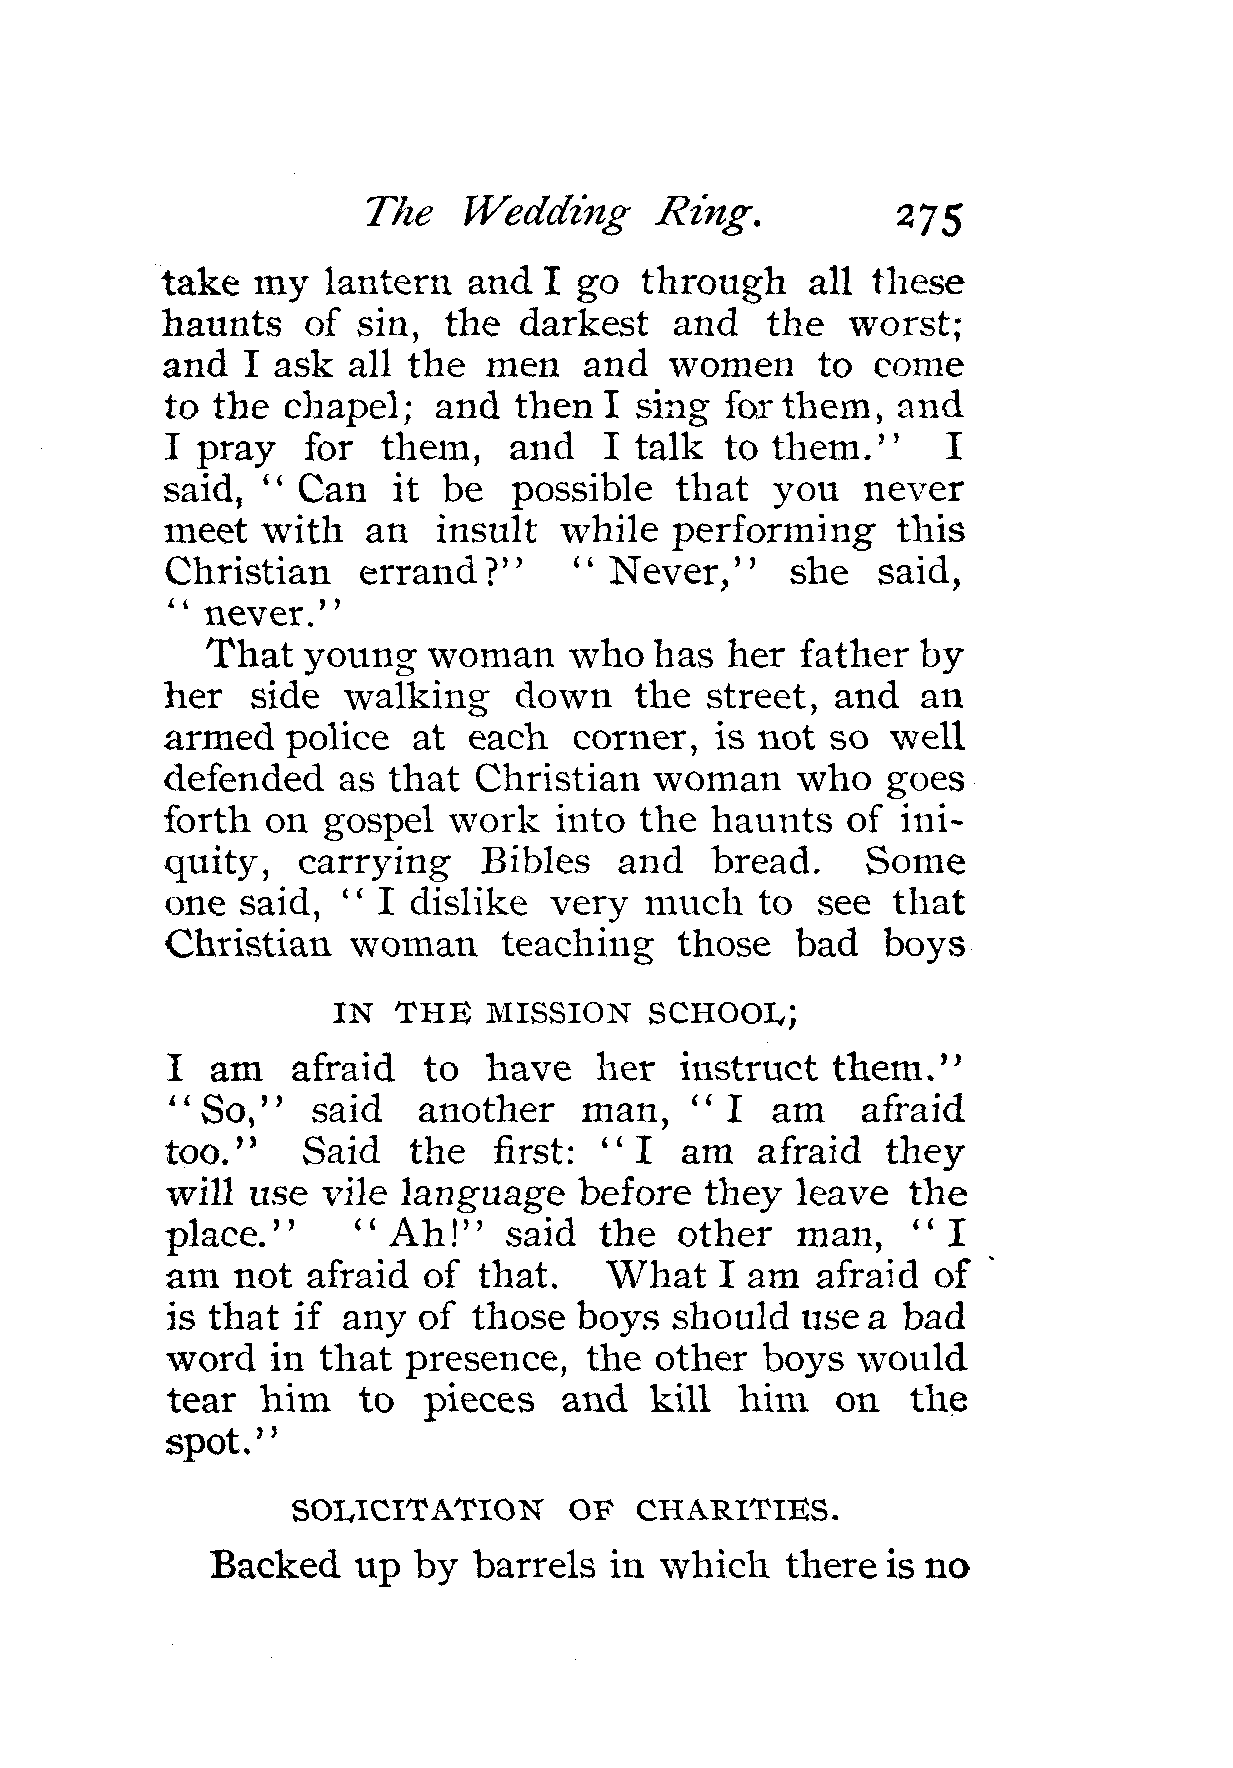 The Wedding Ring. 275
take my lantern and I go through all these
haunts of sin, the darkest and the worst;
and I ask all the men and women to come
to the chapel; and then I sing for them, and
I pray for them, and I talk to them.'' I
said, '' Can it be possible that you never
meet with an insult while performing this
Christian errand?'' '' Never,'' she said,
'' never.''
That young woman who has her father by
her side walking down the street, and an
armed police at each corner, is not so well
defended as that Christian woman who goes
forth on gospel work into the haunts of ini-
quity, carrying Bibles and bread. Some
one said, '' I dislike very much to see that
Christian woman teaching those bad boys
IN THE MISSION SCHOOL;
I am afraid to have her instruct them.''
'' So,'' said another man, '' I am afraid
too.'' Said the first: '' I am afraid they
will use vile language before they leave the
place.'' '' Ah!'' said the other man, '' I
am not afraid of that. What I am afraid of
is that if any of those boys should use a bad
word in that presence, the other boys would
tear him to pieces and kill him on the
spot.''
SOLICITATION OF CHARITIES.
Backed up by barrels in which there is no